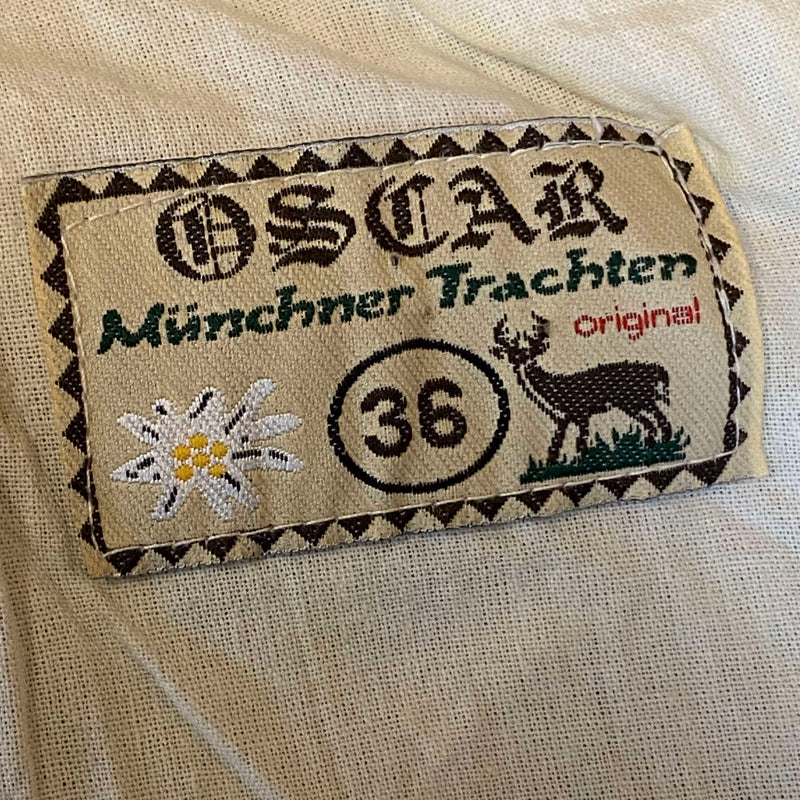 OSCAR
Münchner Trachten
original
36